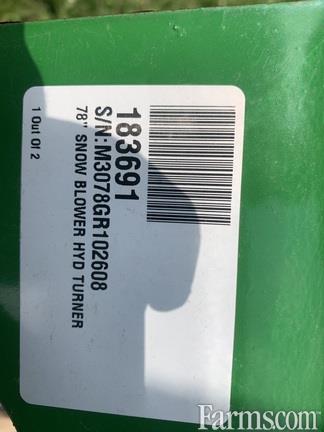 183691
S/N:M3078GR102608
78" SNOW BLOWER HYD TURNER
1 Out Of 2
Farms.com®